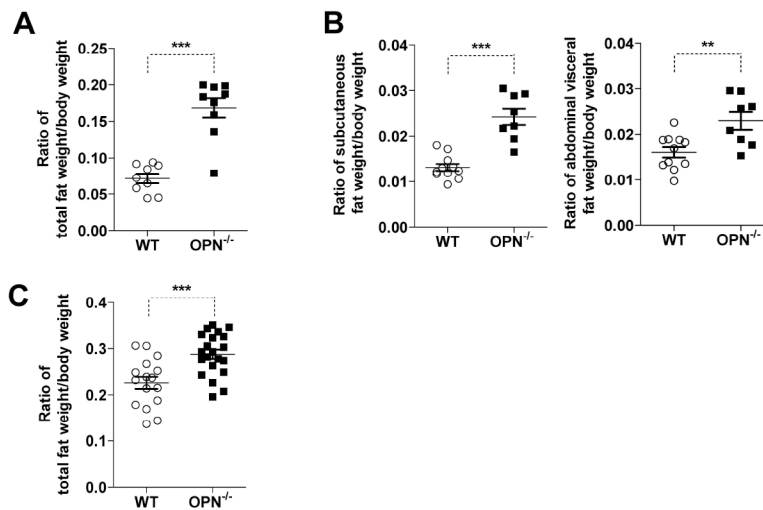 A
Ratio of
total fat weight/body weight
0.25
0.20
0.15
0.10
0.05
0.00
***
WT
OPN-/-
B
Ratio of subcutaneous
fat weight/body weight
0.04
0.03
0.02
0.01
0.00
***
WT
OPN-/-
Ratio of abdominal visceral
fat weight/body weight
0.04
0.03
0.02
0.01
0.00
**
WT
OPN-/-
C
Ratio of
total fat weight/body weight
0.4
0.3
0.2
0.1
0.0
***
WT
OPN-/-